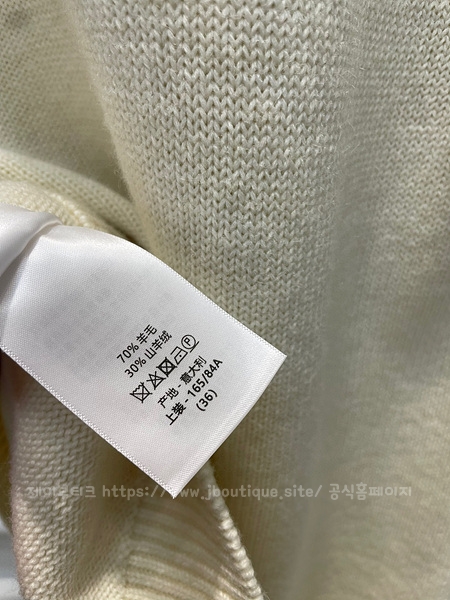 70% 羊毛
30% 山羊绒
产地 - 意大利
上装 - 165/84A
(36)
제이부티크 https://www.jboutique.site/ 공식홈페이지